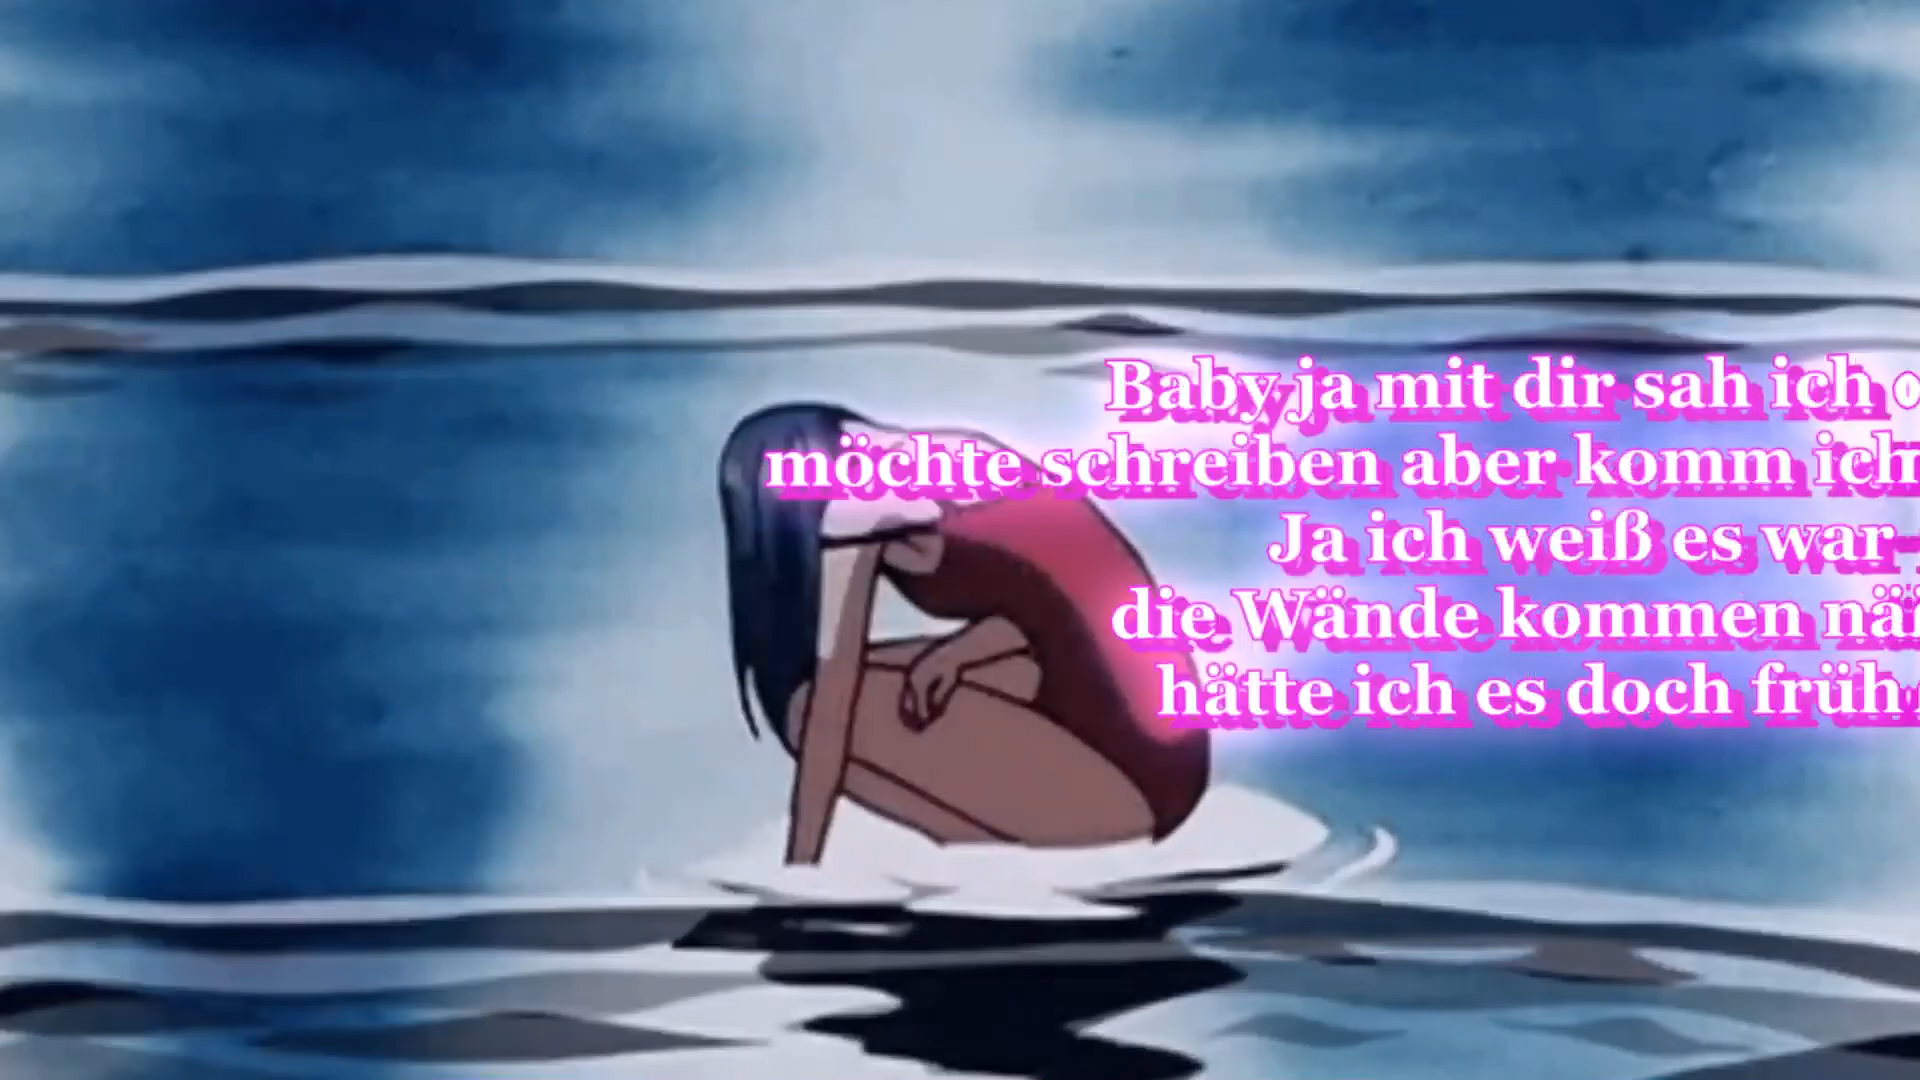 Baby ja mit dir sah ich
möchte schreiben aber komm ich
Ja ich weiß es war
die Wände kommen
hätte ich es doch früh